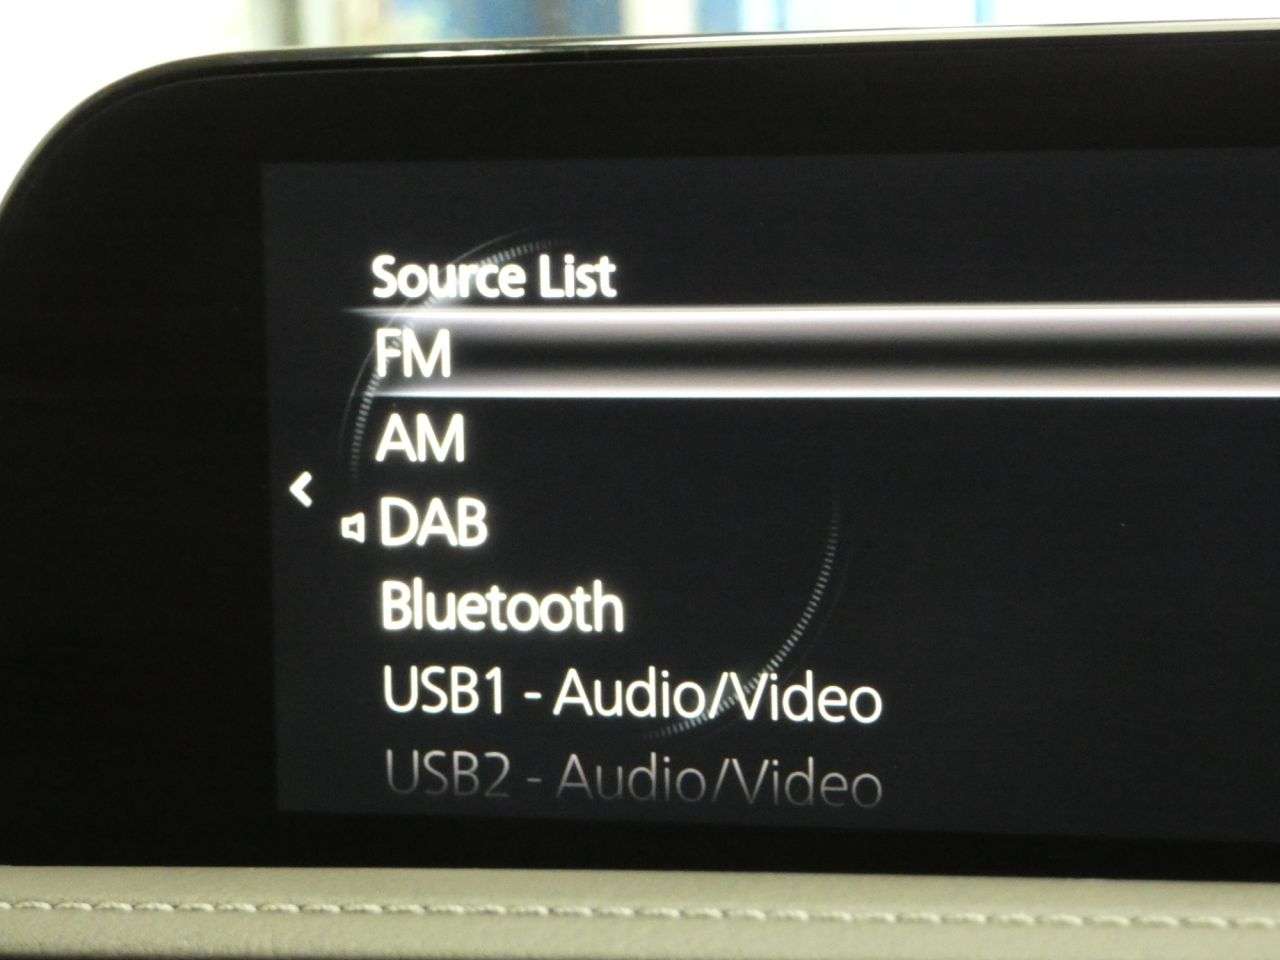 Source List
FM
AM
DAB
Bluetooth
USB1 - Audio/Video
USB2 - Audio/Video